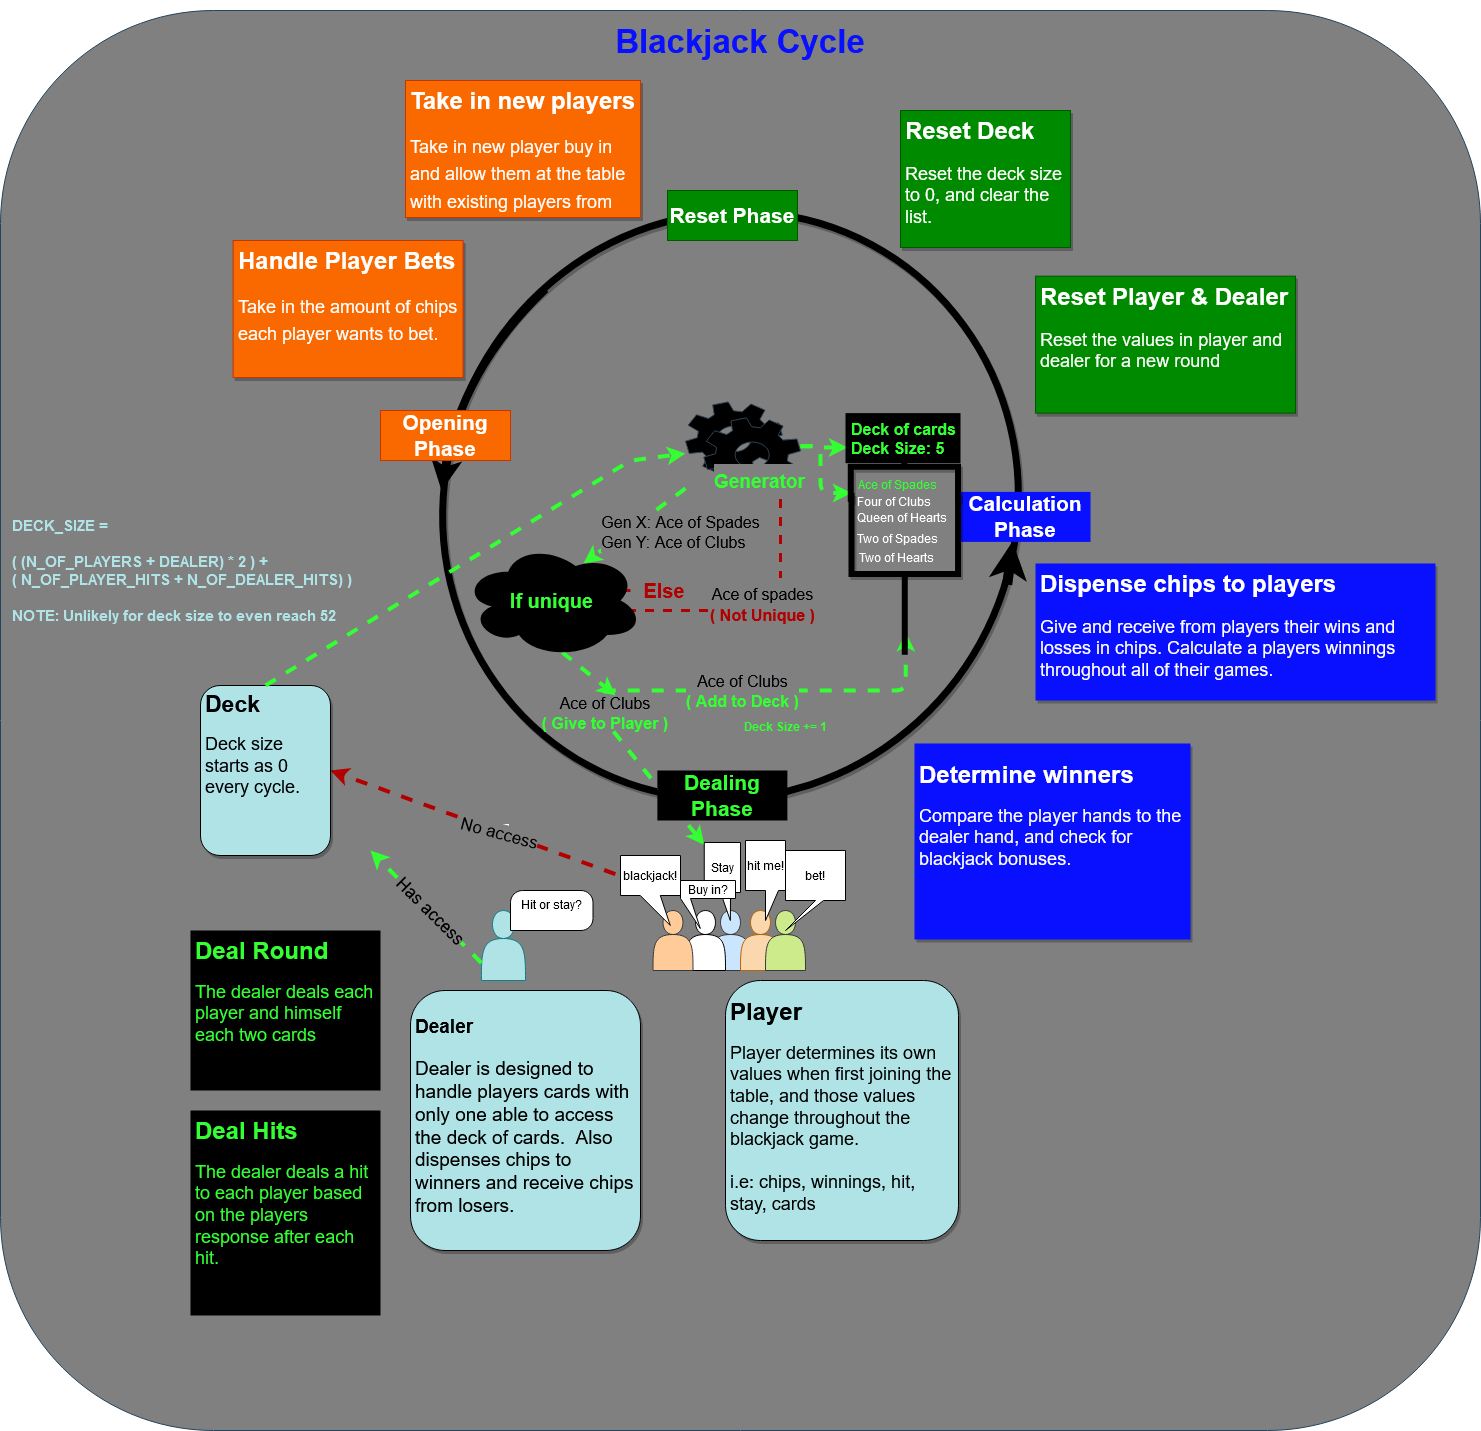 Blackjack Cycle
Take in new players
Take in new player buy in
and allow them at the table
with existing players from
Reset Deck
Reset the deck size
to 0, and clear the
list.
Reset Phase
Handle Player Bets
Take in the amount of chips
each player wants to bet.
Reset Player & Dealer
Reset the values in player and
dealer for a new round
Opening
Phase
Deck of cards
Deck Size: 5
Generator
Ace of Spades
Four of Clubs
Queen of Hearts
Two of Spades
Two of Hearts
Calculation
Phase
Gen X: Ace of Spades
Gen Y: Ace of Clubs
DECK_SIZE =
( (N_OF_PLAYERS + DEALER) * 2 ) +
( N_OF_PLAYER_HITS + N_OF_DEALER_HITS) )
NOTE: Unlikely for deck size to even reach 52
If unique
Else
Ace of spades
( Not Unique )
Dispense chips to players
Give and receive from players their wins and
losses in chips. Calculate a players winnings
throughout all of their games.
Ace of Clubs
( Add to Deck )
Deck Size += 1
Ace of Clubs
( Give to Player )
Deck
Deck size
starts as 0
every cycle.
Dealing
Phase
Determine winners
Compare the player hands to the
dealer hand, and check for
blackjack bonuses.
No access
Has access
blackjack!
Buy in?
Stay
hit me!
bet!
Hit or stay?
Deal Round
The dealer deals each
player and himself
each two cards
Dealer
Dealer is designed to
handle players cards with
only one able to access
the deck of cards.  Also
dispenses chips to
winners and receive chips
from losers.
Player
Player determines its own
values when first joining the
table, and those values
change throughout the
blackjack game.
i.e: chips, winnings, hit,
stay, cards
Deal Hits
The dealer deals a hit
to each player based
on the players
response after each
hit.